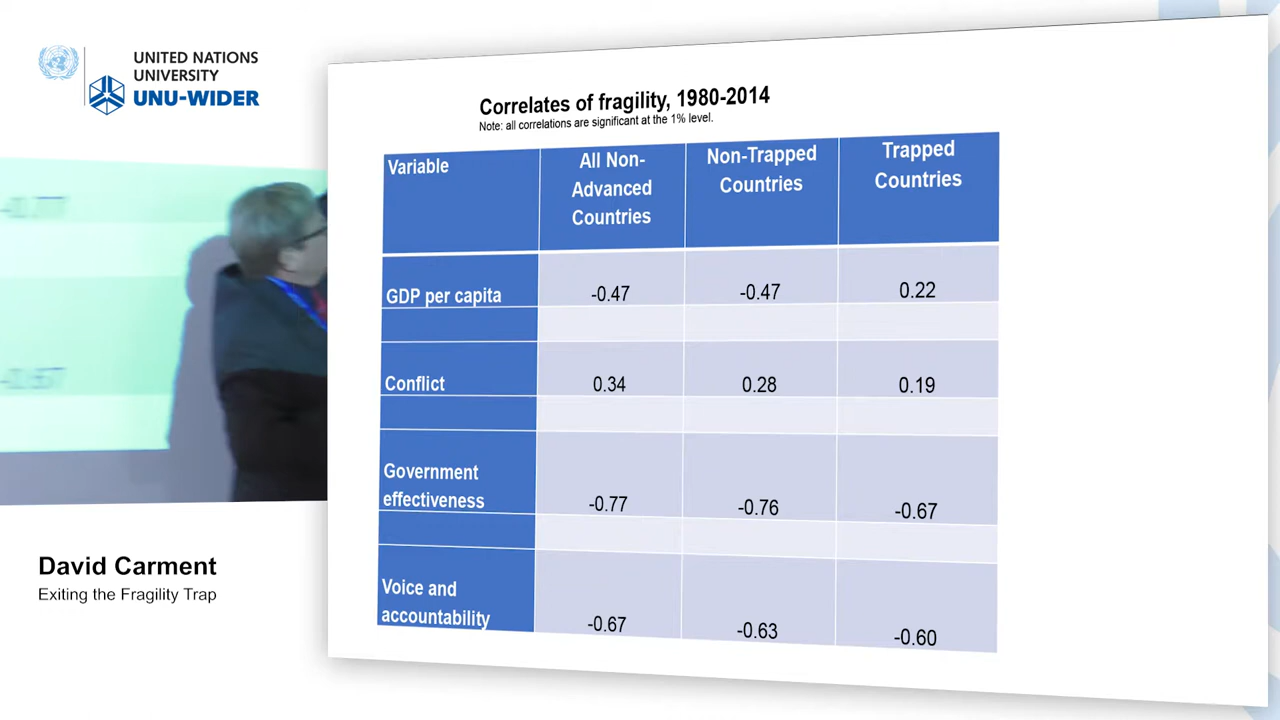 UNITED NATIONS
UNIVERSITY
UNU-WIDER
Correlates of fragility, 1980-2014
Note: all correlations are significant at the 1% level.
Variable
All Non-
Advanced
Countries
Non-Trapped
Countries
Trapped
Countries
GDP per capita
-0.47
-0.47
0.22
Conflict
0.34
0.28
0.19
Government
effectiveness
-0.77
-0.76
-0.67
Voice and
accountability
-0.67
-0.63
-0.60
David Carment
Exiting the Fragility Trap